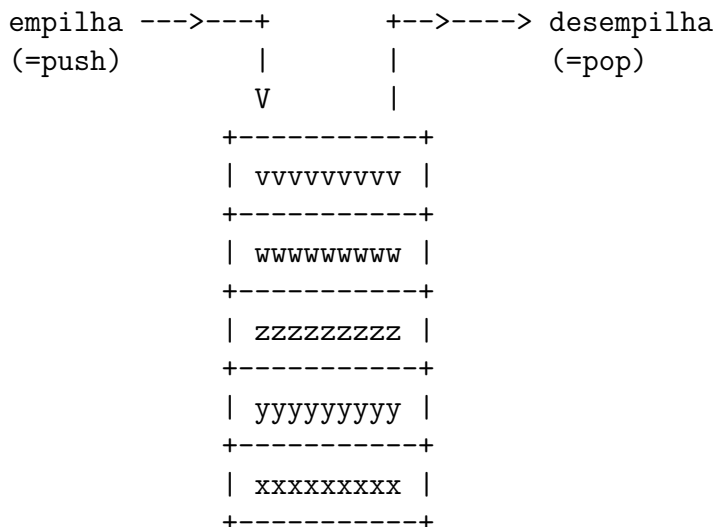 empilha --->---+       +-->----> desempilha
(=push)        |       |         (=pop)
               V       |
             +-----------+
             | vvvvvvvvv |
             +-----------+
             | wwwwwwwww |
             +-----------+
             | zzzzzzzzz |
             +-----------+
             | yyyyyyyyy |
             +-----------+
             | xxxxxxxxx |
             +-----------+